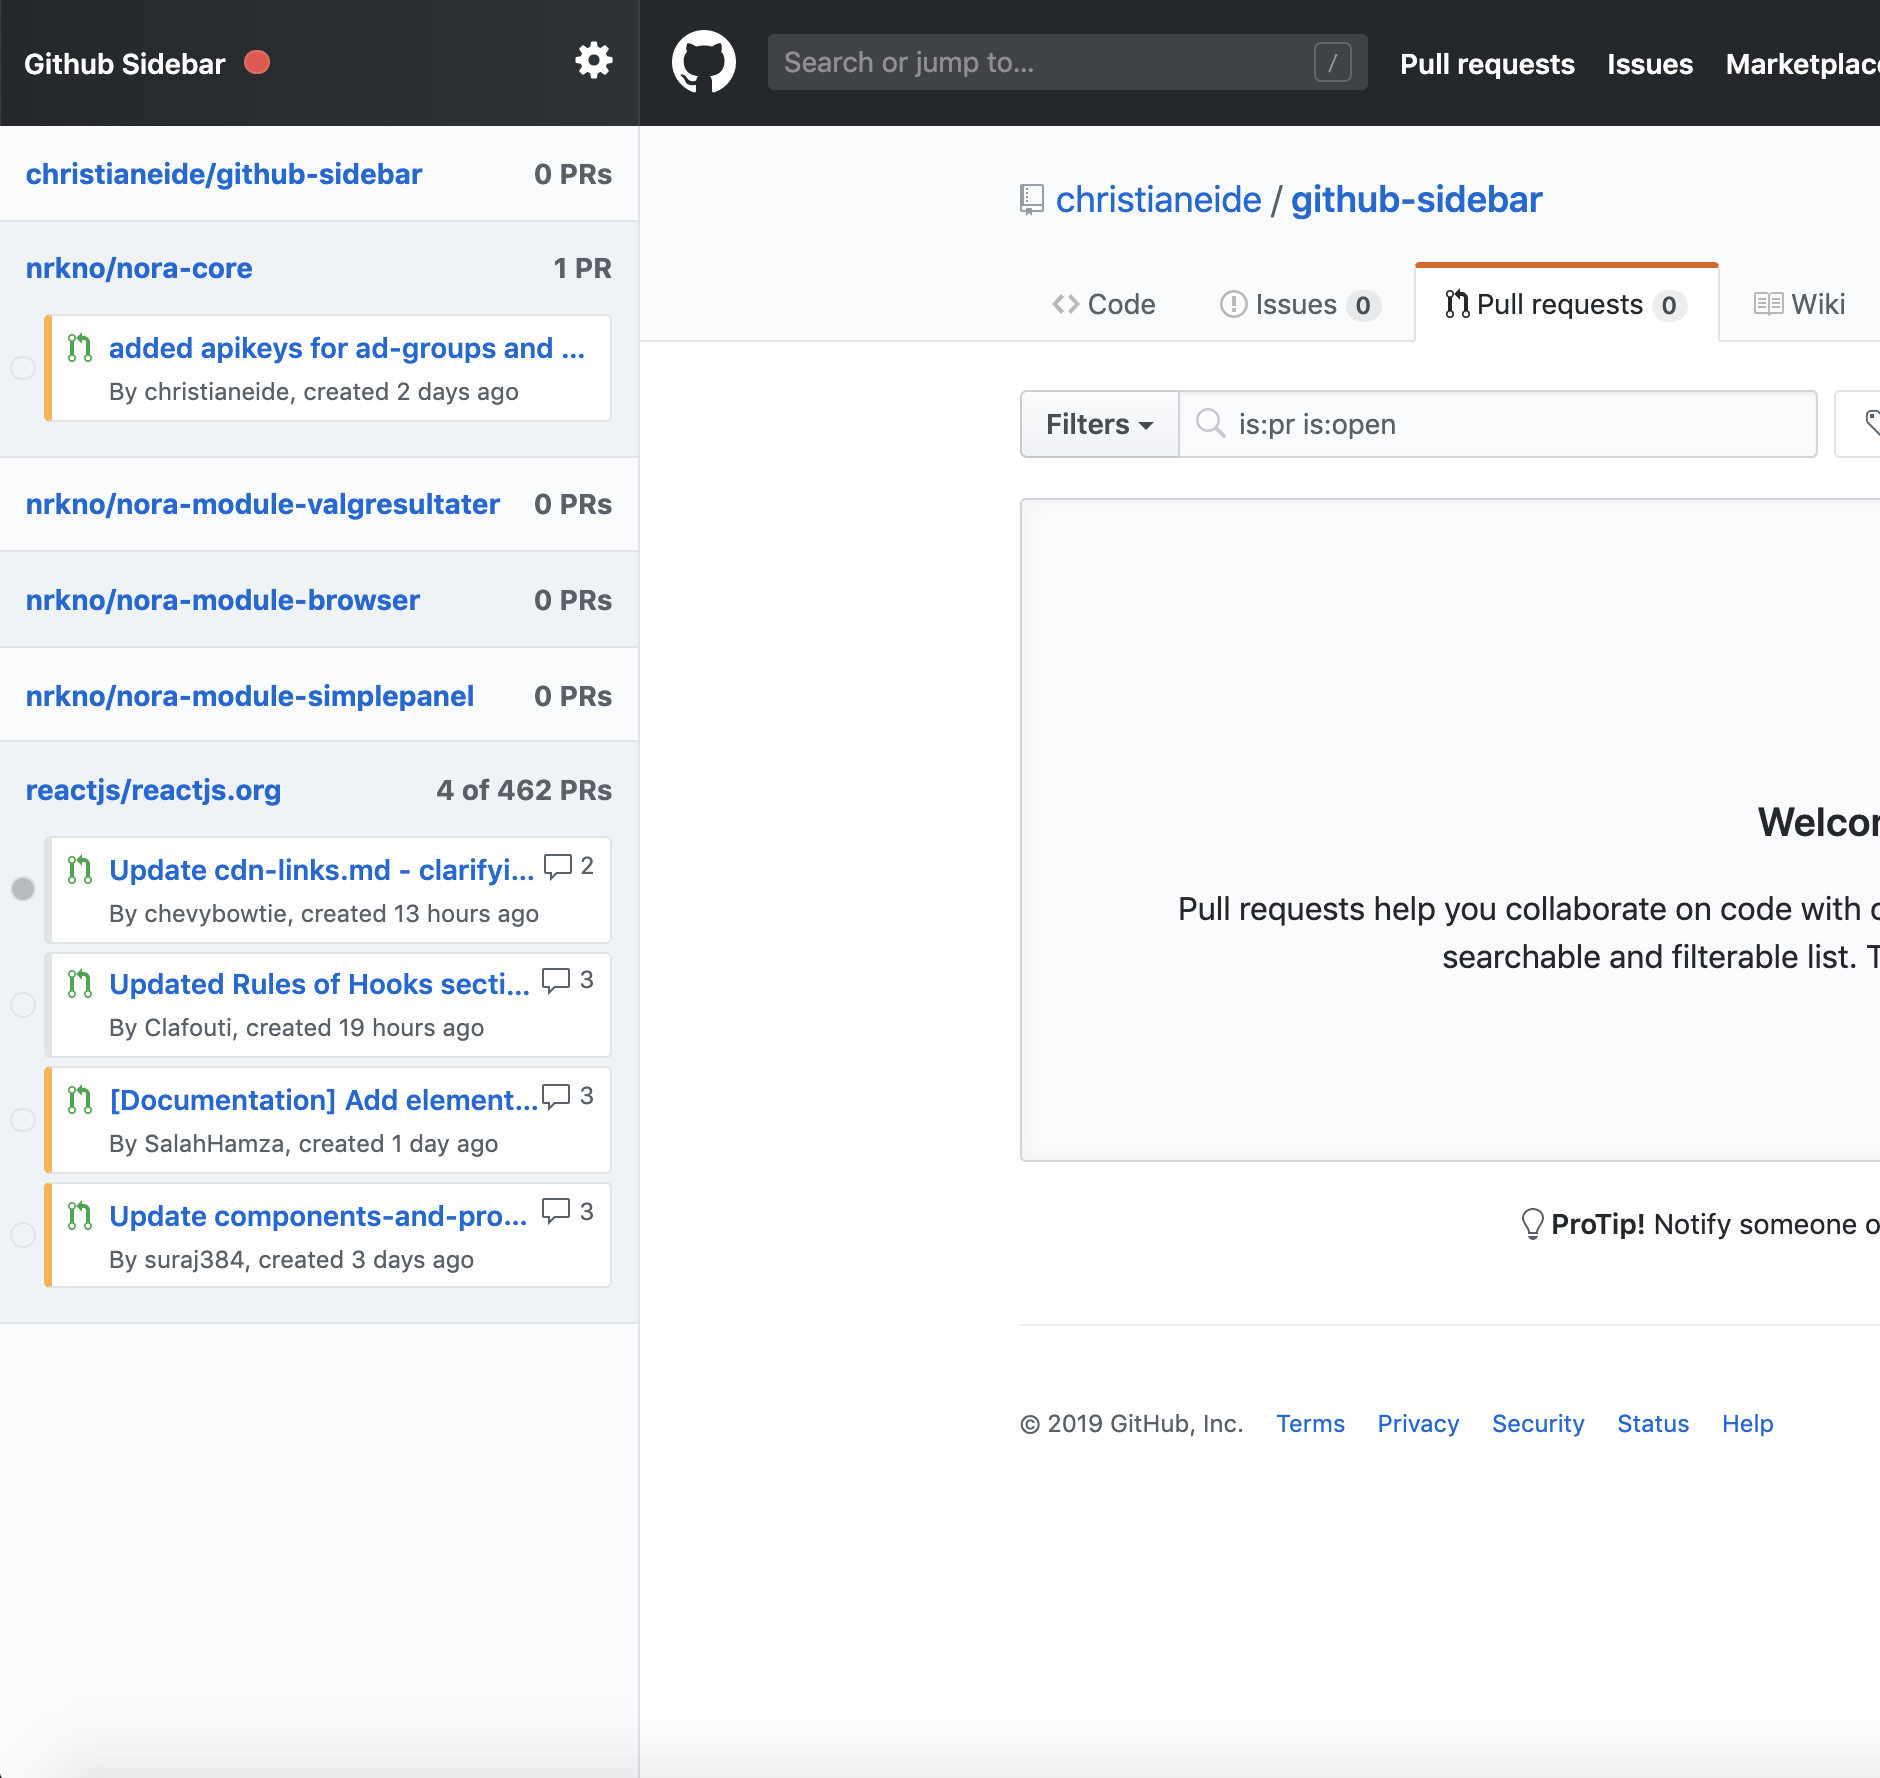 Github Sidebar
christianeide/github-sidebar 0 PRs
nrkno/nora-core 1 PR
added apikeys for ad-groups and ...
By christianeide, created 2 days ago
nrkno/nora-module-valgresultater 0 PRs
nrkno/nora-module-browser 0 PRs
nrkno/nora-module-simplepanel 0 PRs
reactjs/reactjs.org 4 of 462 PRs
Update cdn-links.md - clarifyi... 2
By chevybowtie, created 13 hours ago
Updated Rules of Hooks secti... 3
By Clafouti, created 19 hours ago
[Documentation] Add element... 3
By SalahHamza, created 1 day ago
Update components-and-pro... 3
By suraj384, created 3 days ago
Search or jump to... /
Pull requests Issues Marketplac
christianeide / github-sidebar
Code Issues 0 Pull requests 0 Wiki
Filters is:pr is:open
Welco
Pull requests help you collaborate on code with
searchable and filterable list. T
ProTip! Notify someone o
© 2019 GitHub, Inc. Terms Privacy Security Status Help